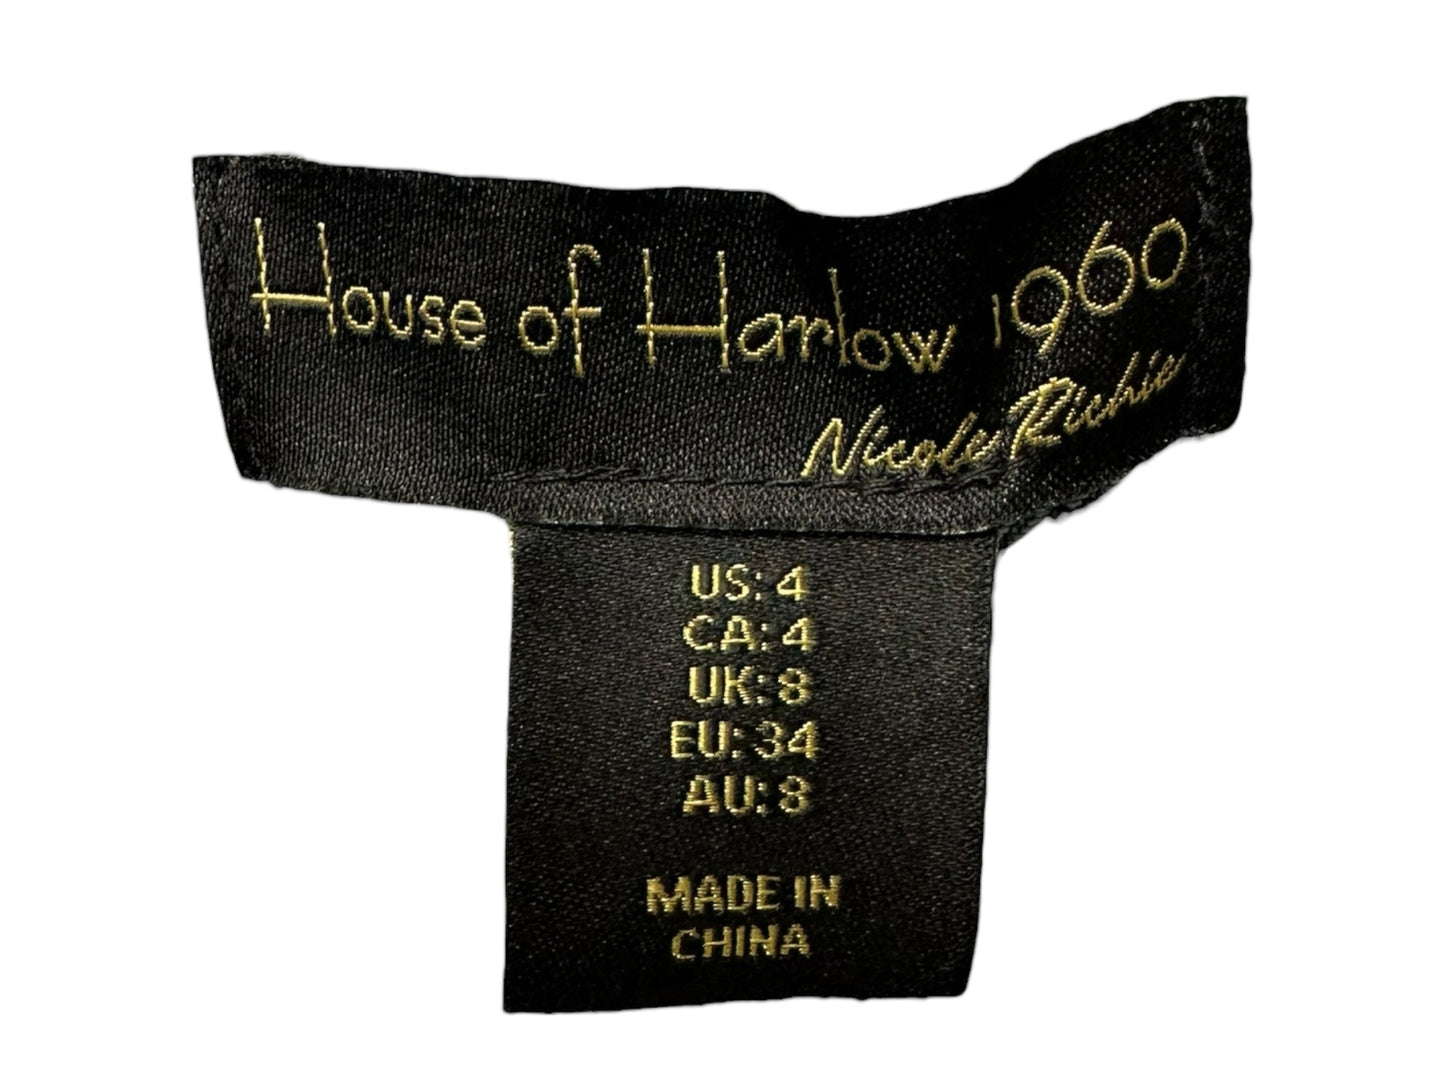 House of Harlow 1960
Nicole Richie
US: 4
CA: 4
UK: 8
EU: 34
AU: 8
MADE IN
CHINA